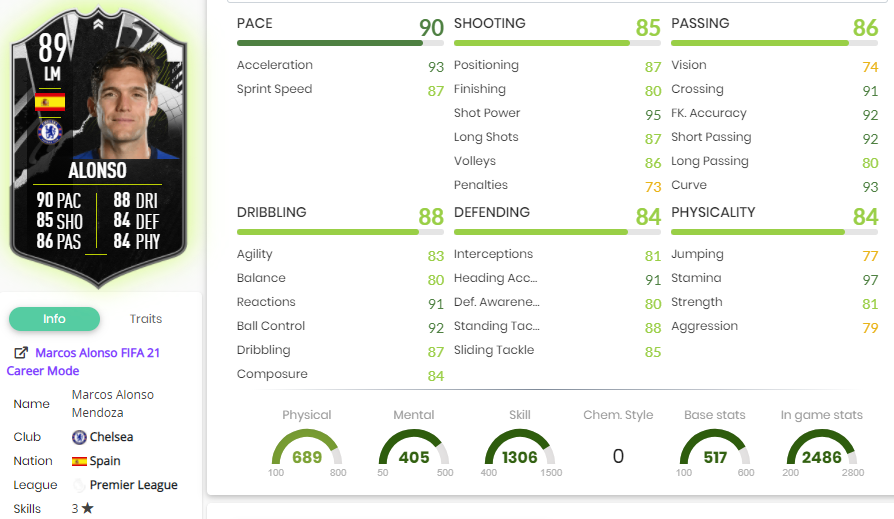 89
LM
ALONSO
90 PAC 88 DRI
85 SHO 84 DEF
86 PAS 84 PHY
Info Traits
Marcos Alonso FIFA 21
Career Mode
Name Marcos Alonso
Mendoza
Club Chelsea
Nation Spain
League Premier League
Skills 3
PACE 90
Acceleration 93
Sprint Speed 87
SHOOTING 85
Positioning 87
Finishing 80
Shot Power 95
Long Shots 87
Volleys 86
Penalties 73
PASSING 86
Vision 74
Crossing 91
FK. Accuracy 92
Short Passing 92
Long Passing 80
Curve 93
DRIBBLING 88
Agility 83
Balance 80
Reactions 91
Ball Control 92
Dribbling 87
Composure 84
DEFENDING 84
Interceptions 81
Heading Acc... 91
Def. Awarene... 80
Standing Tac... 88
Sliding Tackle 85
PHYSICALITY 84
Jumping 77
Stamina 97
Strength 81
Aggression 79
Physical Mental Skill Chem. Style Base stats In game stats
689 405 1306 0 517 2486
100 800 50 500 400 1500 100 600 200 2800